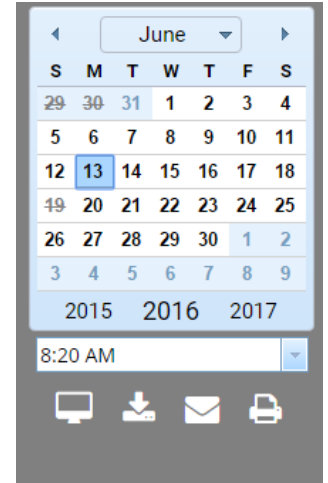 June
S M T W T F S
29 30 31 1 2 3 4
5 6 7 8 9 10 11
12 13 14 15 16 17 18
19 20 21 22 23 24 25
26 27 28 29 30 1 2
3 4 5 6 7 8 9
2015 2016 2017
8:20 AM